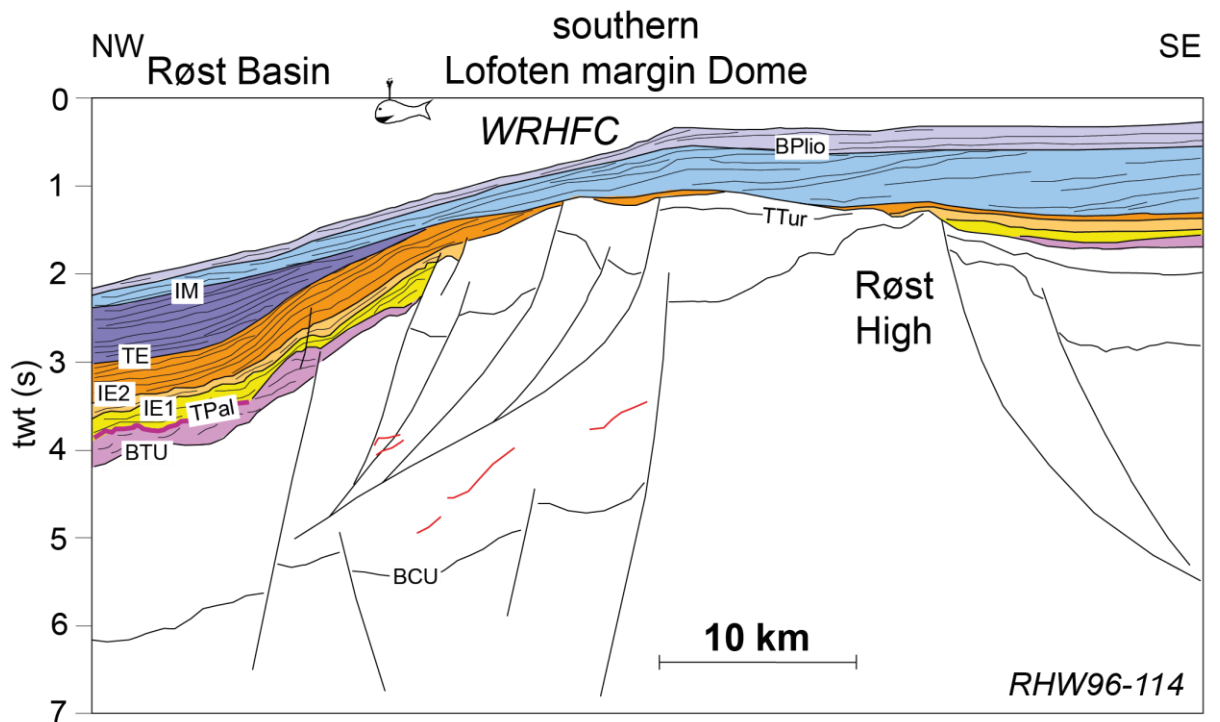 NW
Røst Basin
southern
Lofoten margin Dome
SE
WRHFC
BPlio
TTur
IM
TE
IE2
IE1
TPal
BTU
BCU
Røst
High
10 km
RHW96-114
twt (s)
0
1
2
3
4
5
6
7